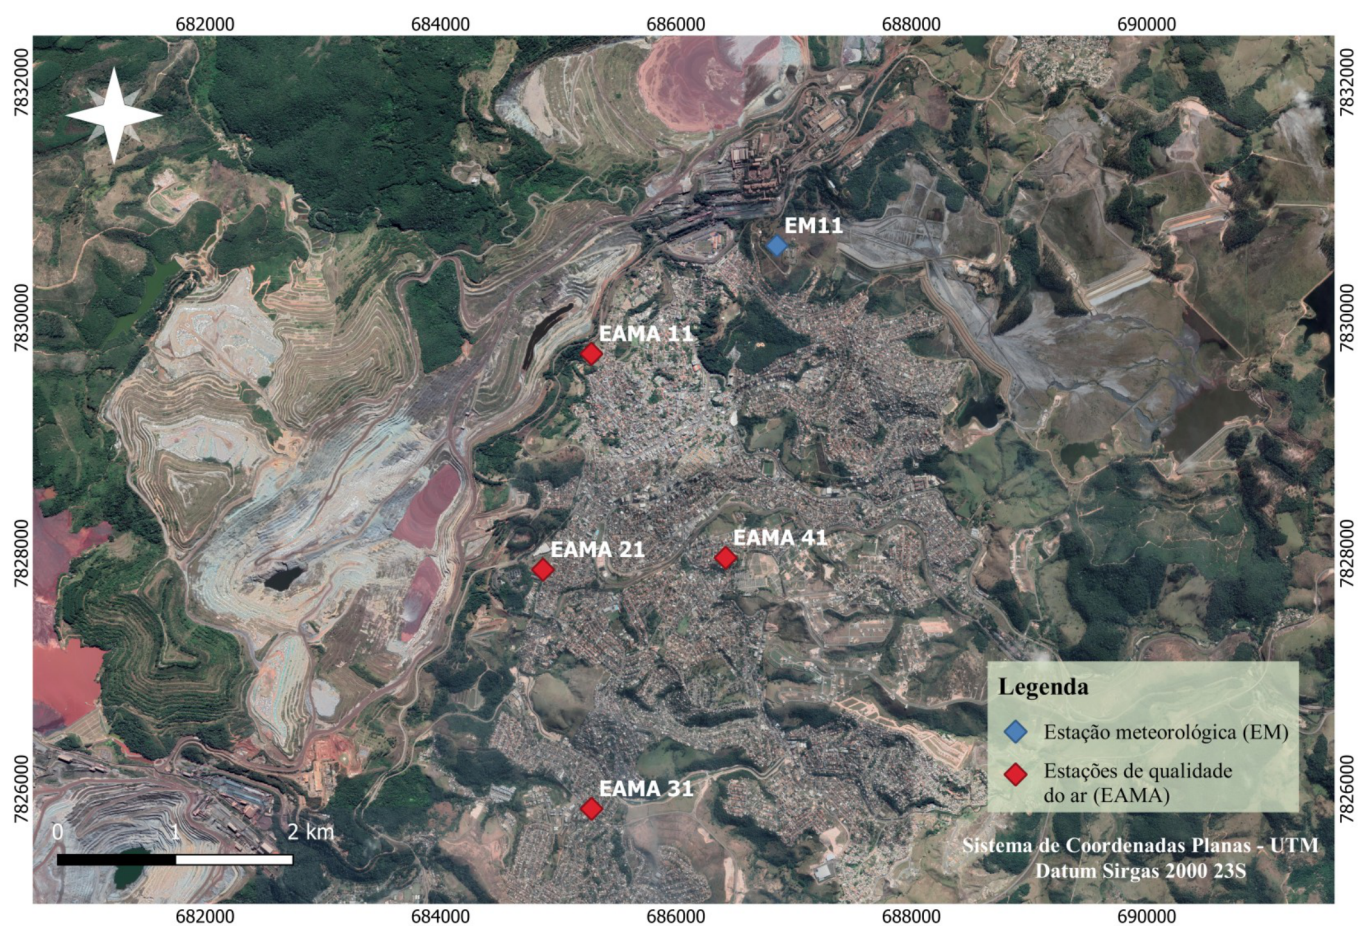 682000 684000 686000 688000 690000
7832000 7832000
EM11
7830000 7830000
EAMA 11
7828000 7828000
EAMA 41
EAMA 21
Legenda
Estação meteorológica (EM)
Estações de qualidade
do ar (EAMA)
7826000 7826000
EAMA 31
0 1 2 km
Sistema de Coordenadas Planas - UTM
Datum Sirgas 2000 23S
682000 684000 686000 688000 690000